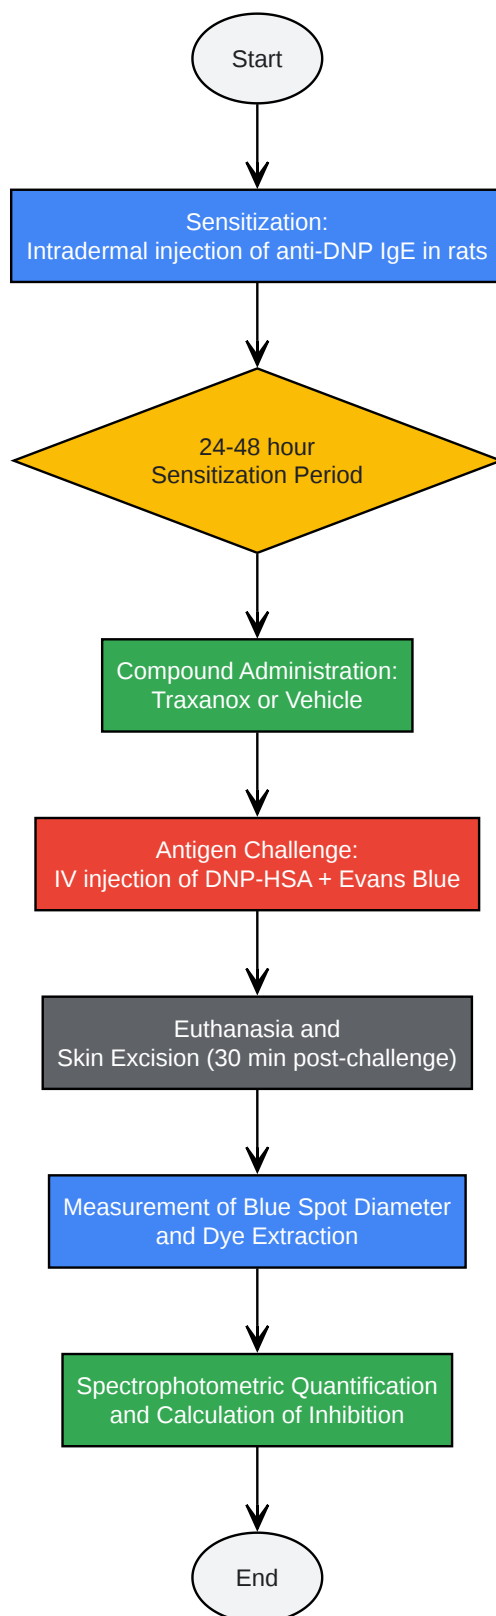 Start
Sensitization:
Intradermal injection of anti-DNP IgE in rats
24-48 hour
Sensitization Period
Compound Administration:
Traxanox or Vehicle
Antigen Challenge:
IV injection of DNP-HSA + Evans Blue
Euthanasia and
Skin Excision (30 min post-challenge)
Measurement of Blue Spot Diameter
and Dye Extraction
Spectrophotometric Quantification
and Calculation of Inhibition
End